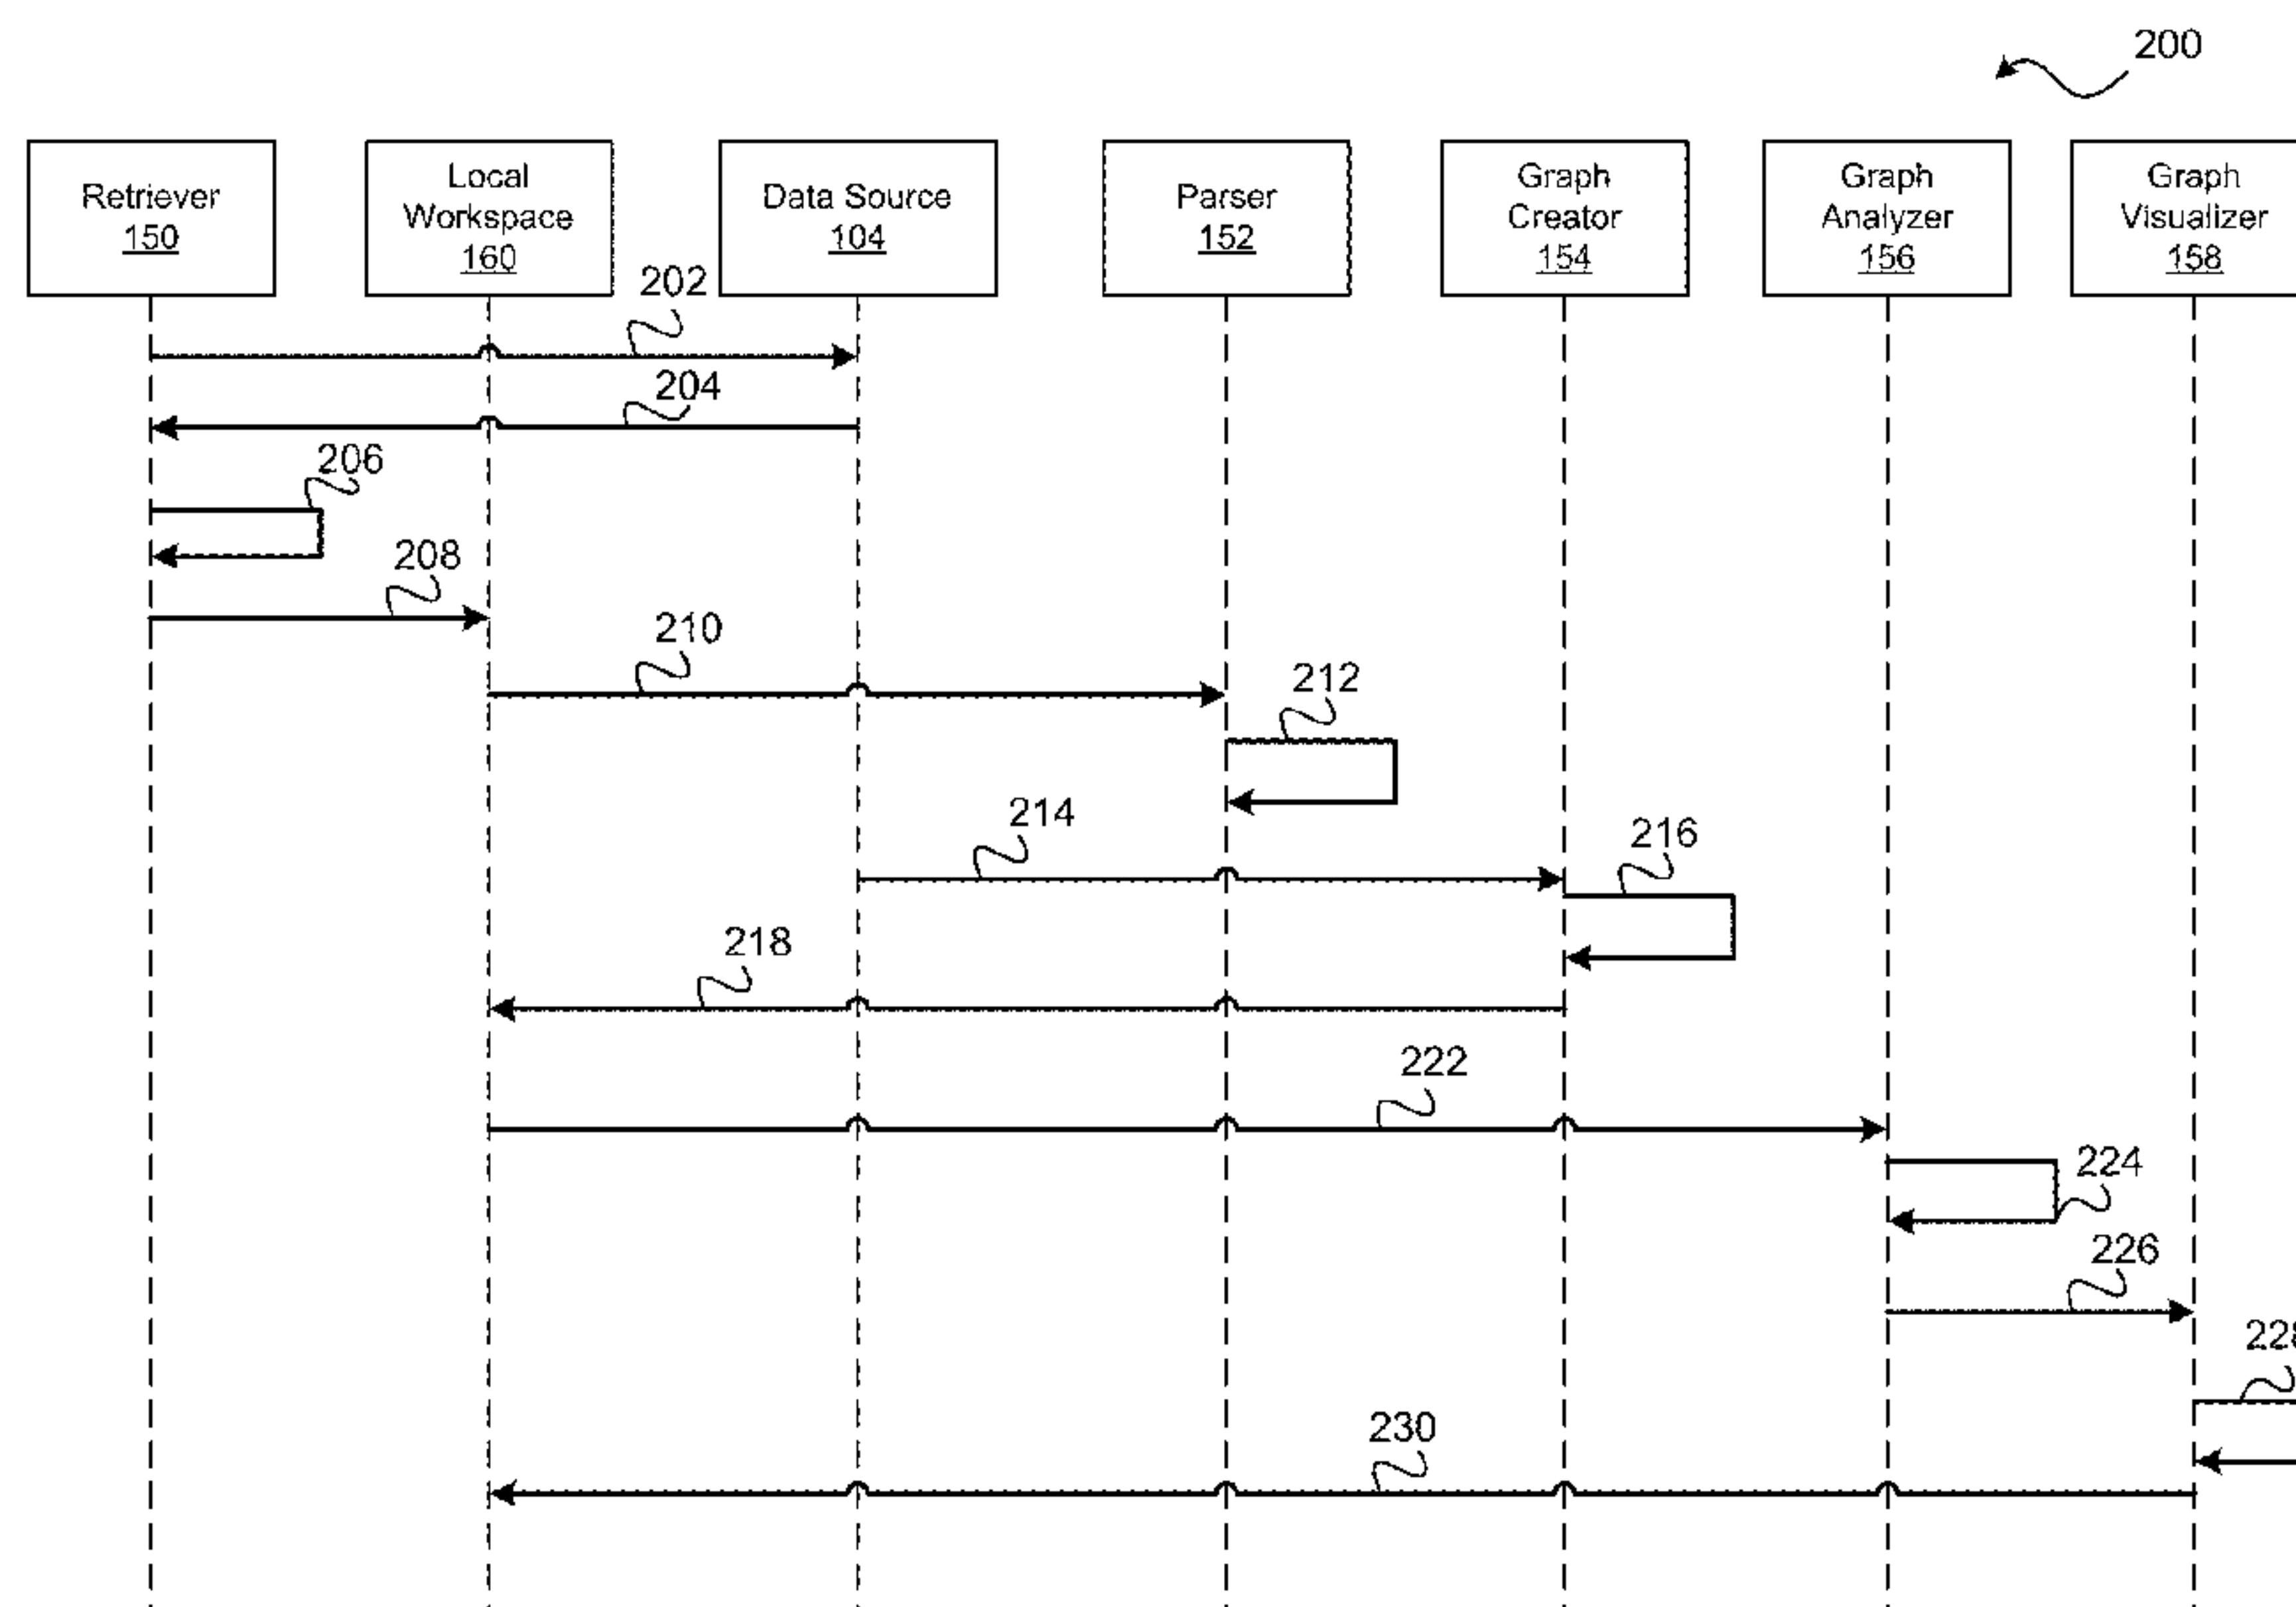 200
Retriever
150
Local
Workspace
160
Data Source
104
Parser
152
Graph
Creator
154
Graph
Analyzer
156
Graph
Visualizer
158
202
204
206
208
210
212
214
216
218
222
224
226
228
230